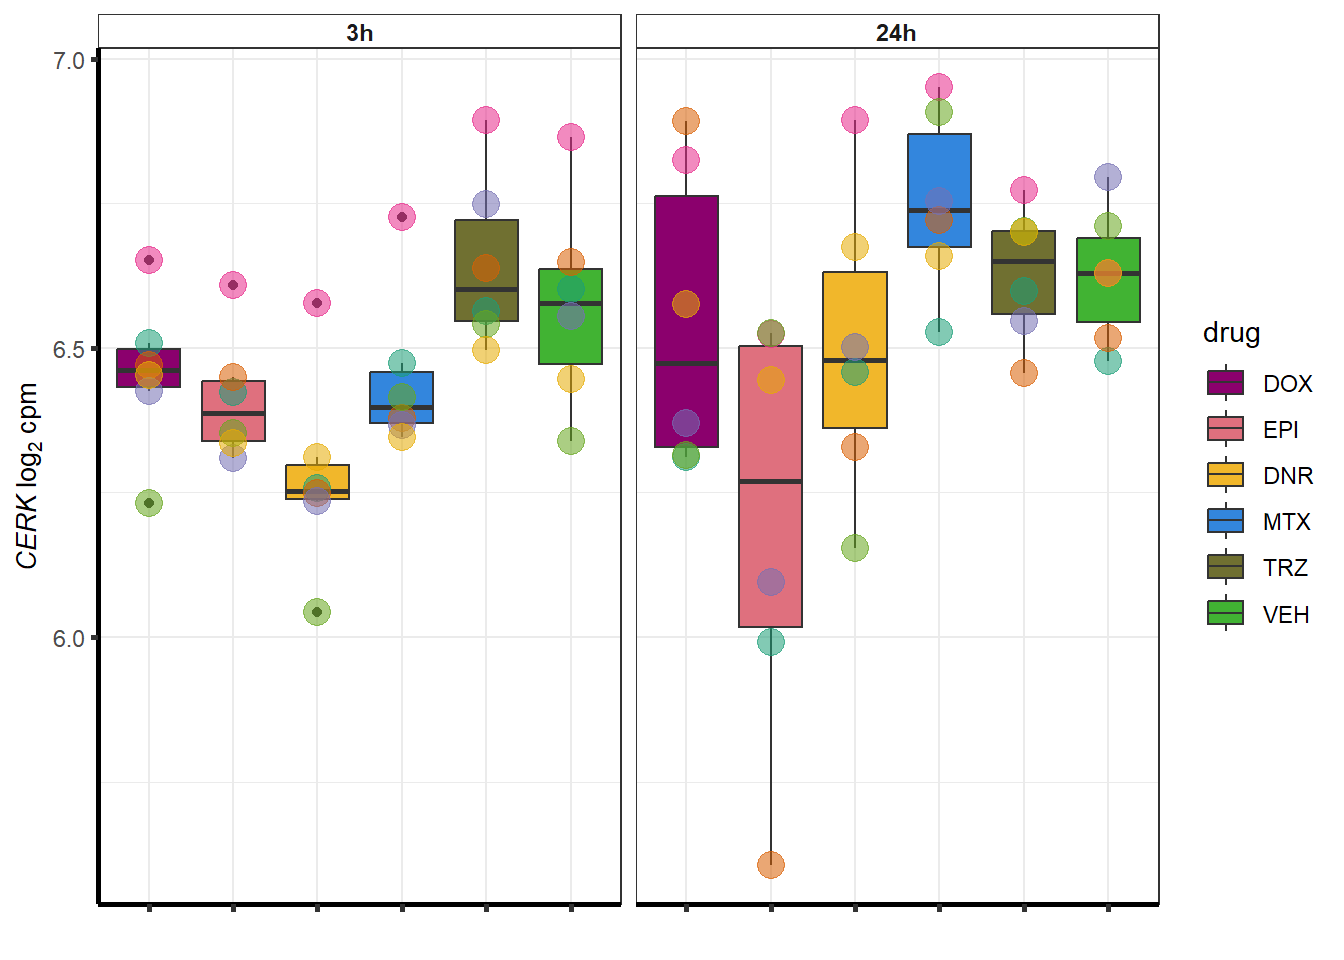 3h
24h
7.0
6.5
6.0
CERK log₂ cpm
drug
DOX
EPI
DNR
MTX
TRZ
VEH